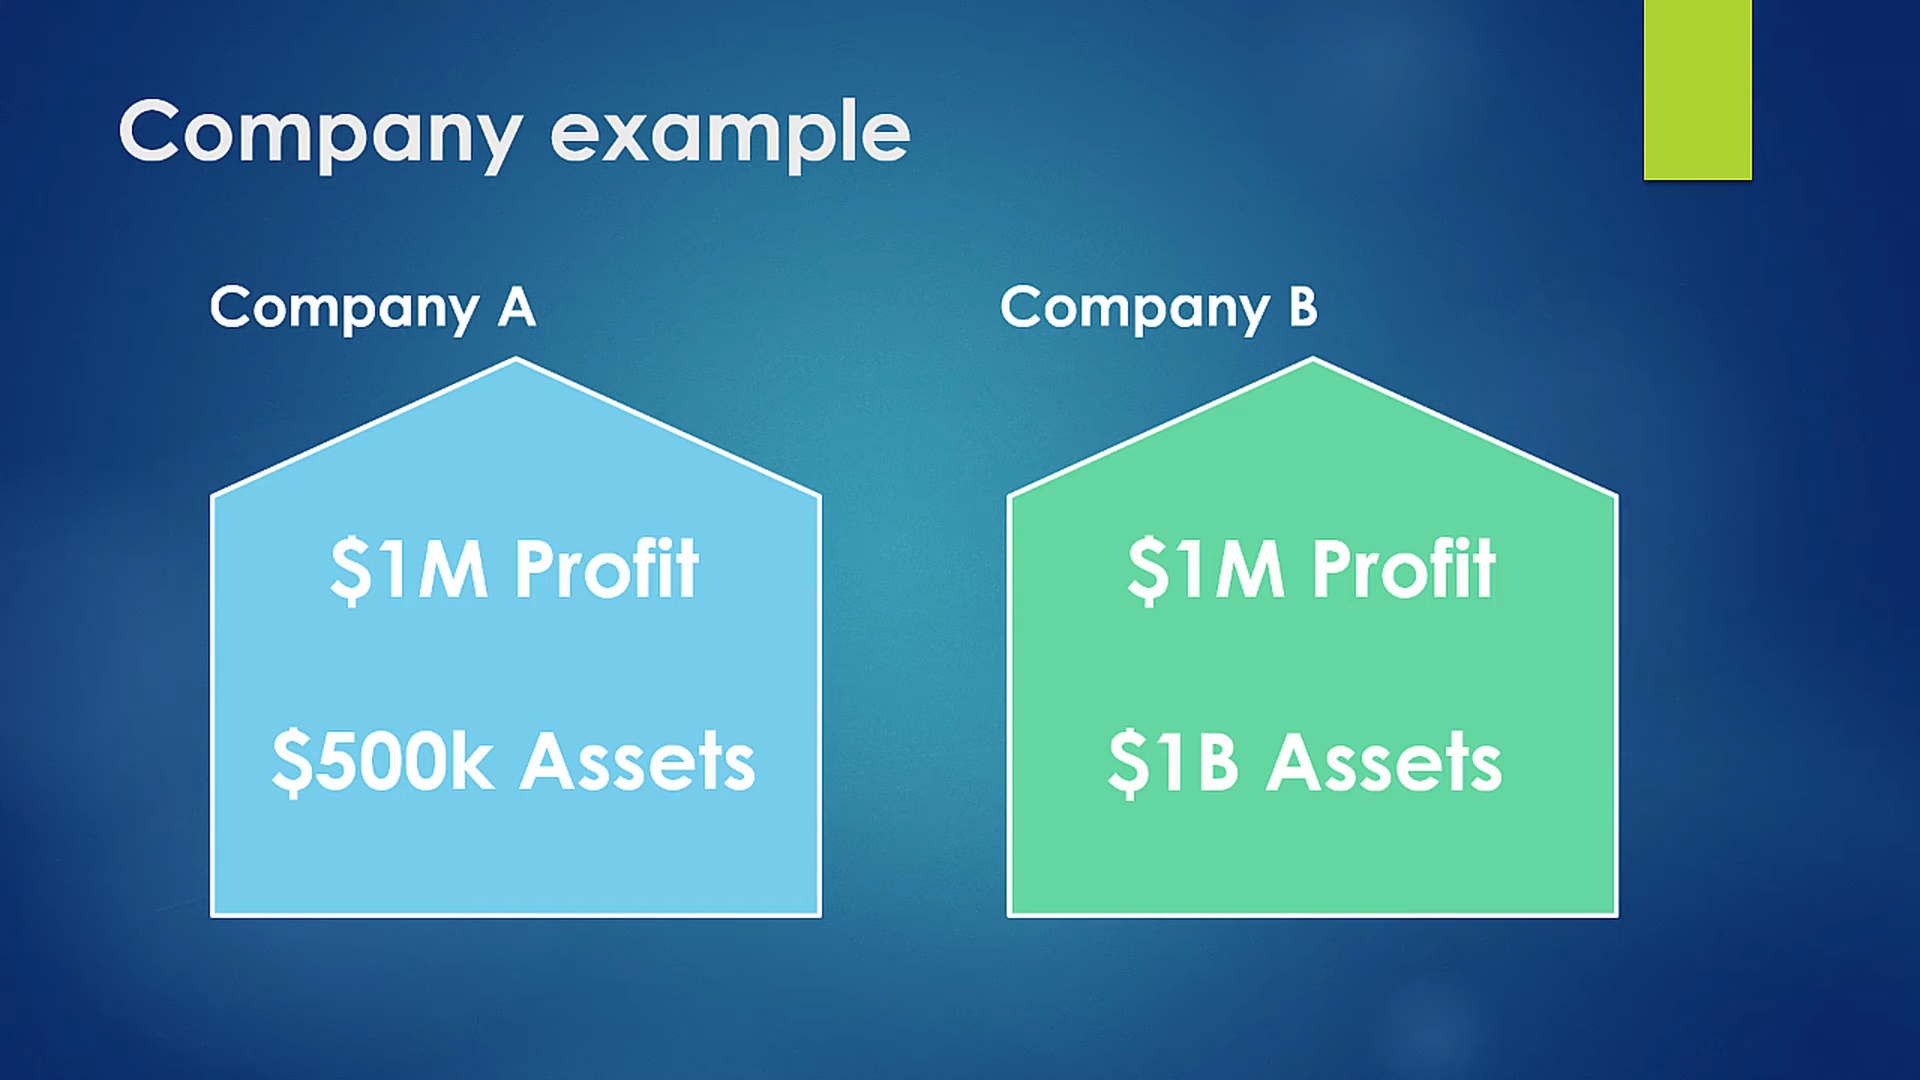 Company example
Company A
$1M Profit
$500k Assets
Company B
$1M Profit
$1B Assets